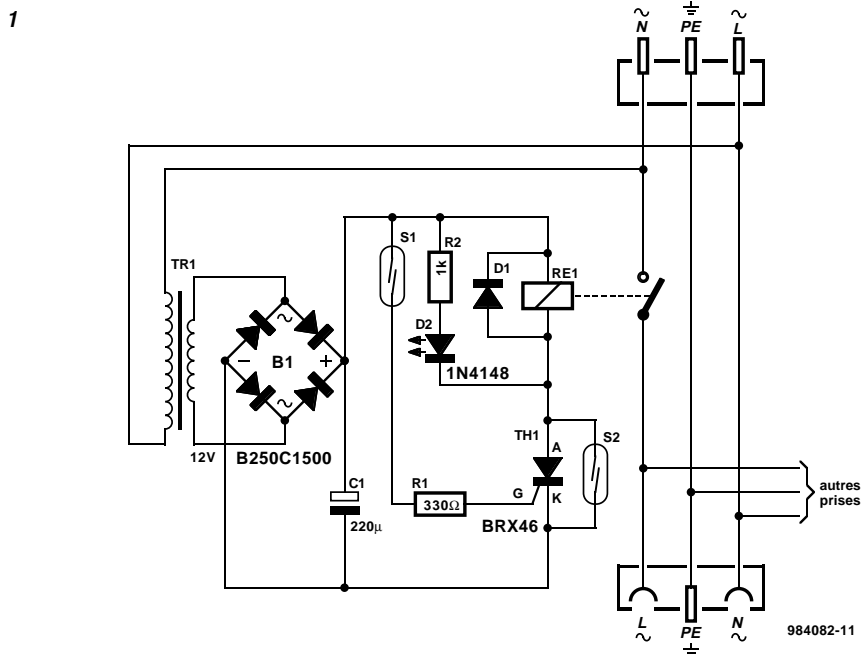 1
∼ ∼
N PE L
S1
R2
1k
D1
RE1
TR1
D2
∼
− B1 +
∼
1N4148
12V B250C1500
TH1
A
S2
C1
220µ
R1
330Ω
G
K
BRX46
autres
prises
L PE N
∼ ∼
984082-11